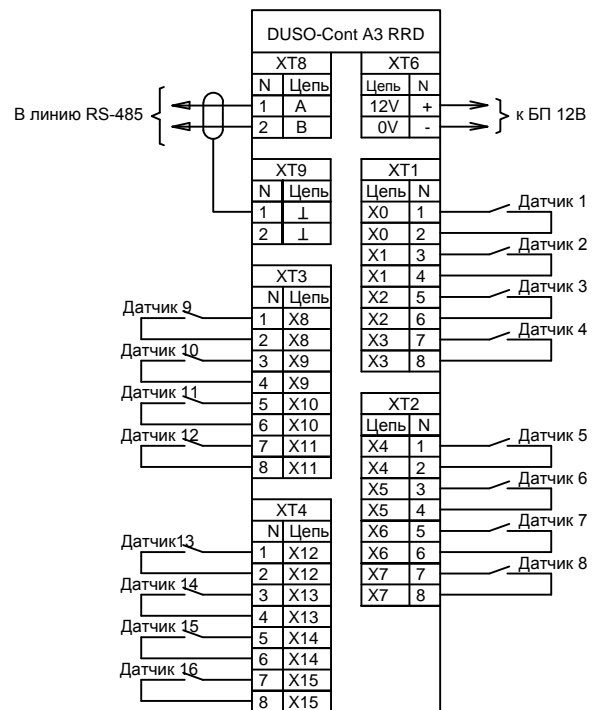 DUSO-Cont A3 RRD
XT8
N Цепь
1 A
2 B
В линию RS-485
XT6
Цепь N
12V +
0V -
к БП 12В
XT9
N Цепь
1 ⊥
2 ⊥
XT1
Цепь N
X0 1
X0 2
X1 3
X1 4
X2 5
X2 6
X3 7
X3 8
Датчик 1
Датчик 2
Датчик 3
Датчик 4
XT3
N Цепь
1 X8
2 X8
3 X9
4 X9
5 X10
6 X10
7 X11
8 X11
Датчик 9
Датчик 10
Датчик 11
Датчик 12
XT2
Цепь N
X4 1
X4 2
X5 3
X5 4
X6 5
X6 6
X7 7
X7 8
Датчик 5
Датчик 6
Датчик 7
Датчик 8
XT4
N Цепь
1 X12
2 X12
3 X13
4 X13
5 X14
6 X14
7 X15
8 X15
Датчик13
Датчик 14
Датчик 15
Датчик 16